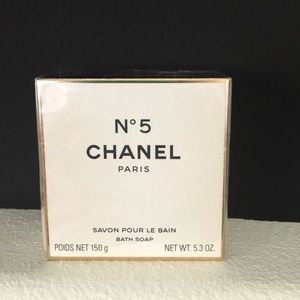 N°5
CHANEL
PARIS
SAVON POUR LE BAIN
BATH SOAP
POIDS NET 150 g NET WT. 5.3 OZ.